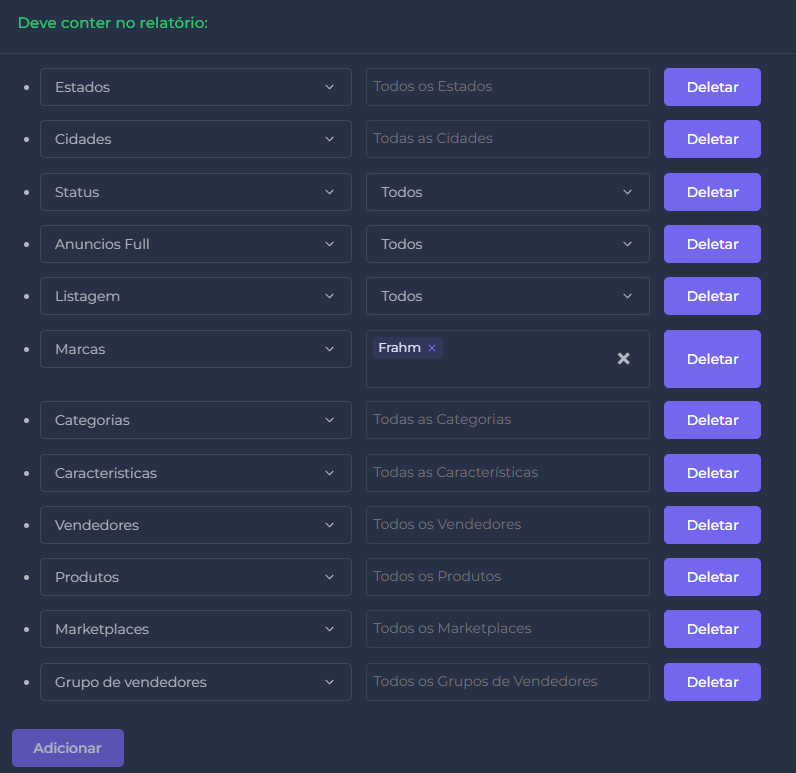 Deve conter no relatório:
Estados Todos os Estados Deletar
Cidades Todas as Cidades Deletar
Status Todos Deletar
Anuncios Full Todos Deletar
Listagem Todos Deletar
Marcas Frahm × × Deletar
Categorias Todas as Categorias Deletar
Caracteristicas Todas as Características Deletar
Vendedores Todos os Vendedores Deletar
Produtos Todos os Produtos Deletar
Marketplaces Todos os Marketplaces Deletar
Grupo de vendedores Todos os Grupos de Vendedores Deletar
Adicionar